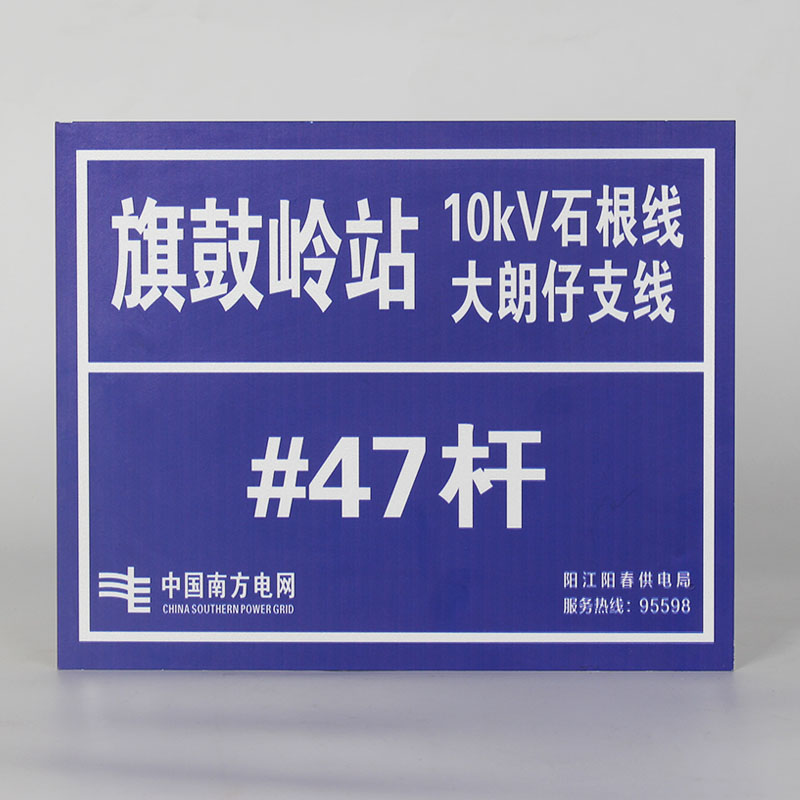 旗鼓岭站
10kV石根线
大朗仔支线
#47杆
中国南方电网
CHINA SOUTHERN POWER GRID
阳江阳春供电局
服务热线：95598